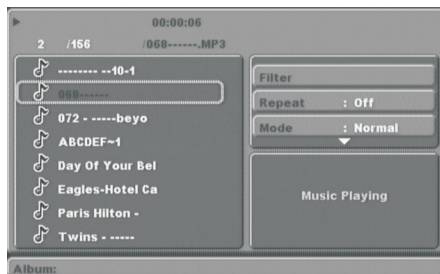 00:00:06
2 /156 /068------.MP3
-------- --10-1
068------
072 - -----beyo
ABCDEF~1
Day Of Your Bel
Eagles-Hotel Ca
Paris Hilton -
Twins - -----
Filter
Repeat : Off
Mode : Normal
Music Playing
Album: